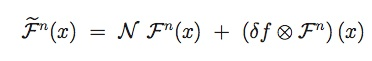 $\widetilde{\mathcal{F}}^n(x) \; = \; \mathcal{N} \, \mathcal{F}^n(x) \; + \; (\delta f \otimes \mathcal{F}^n)\,(x)$